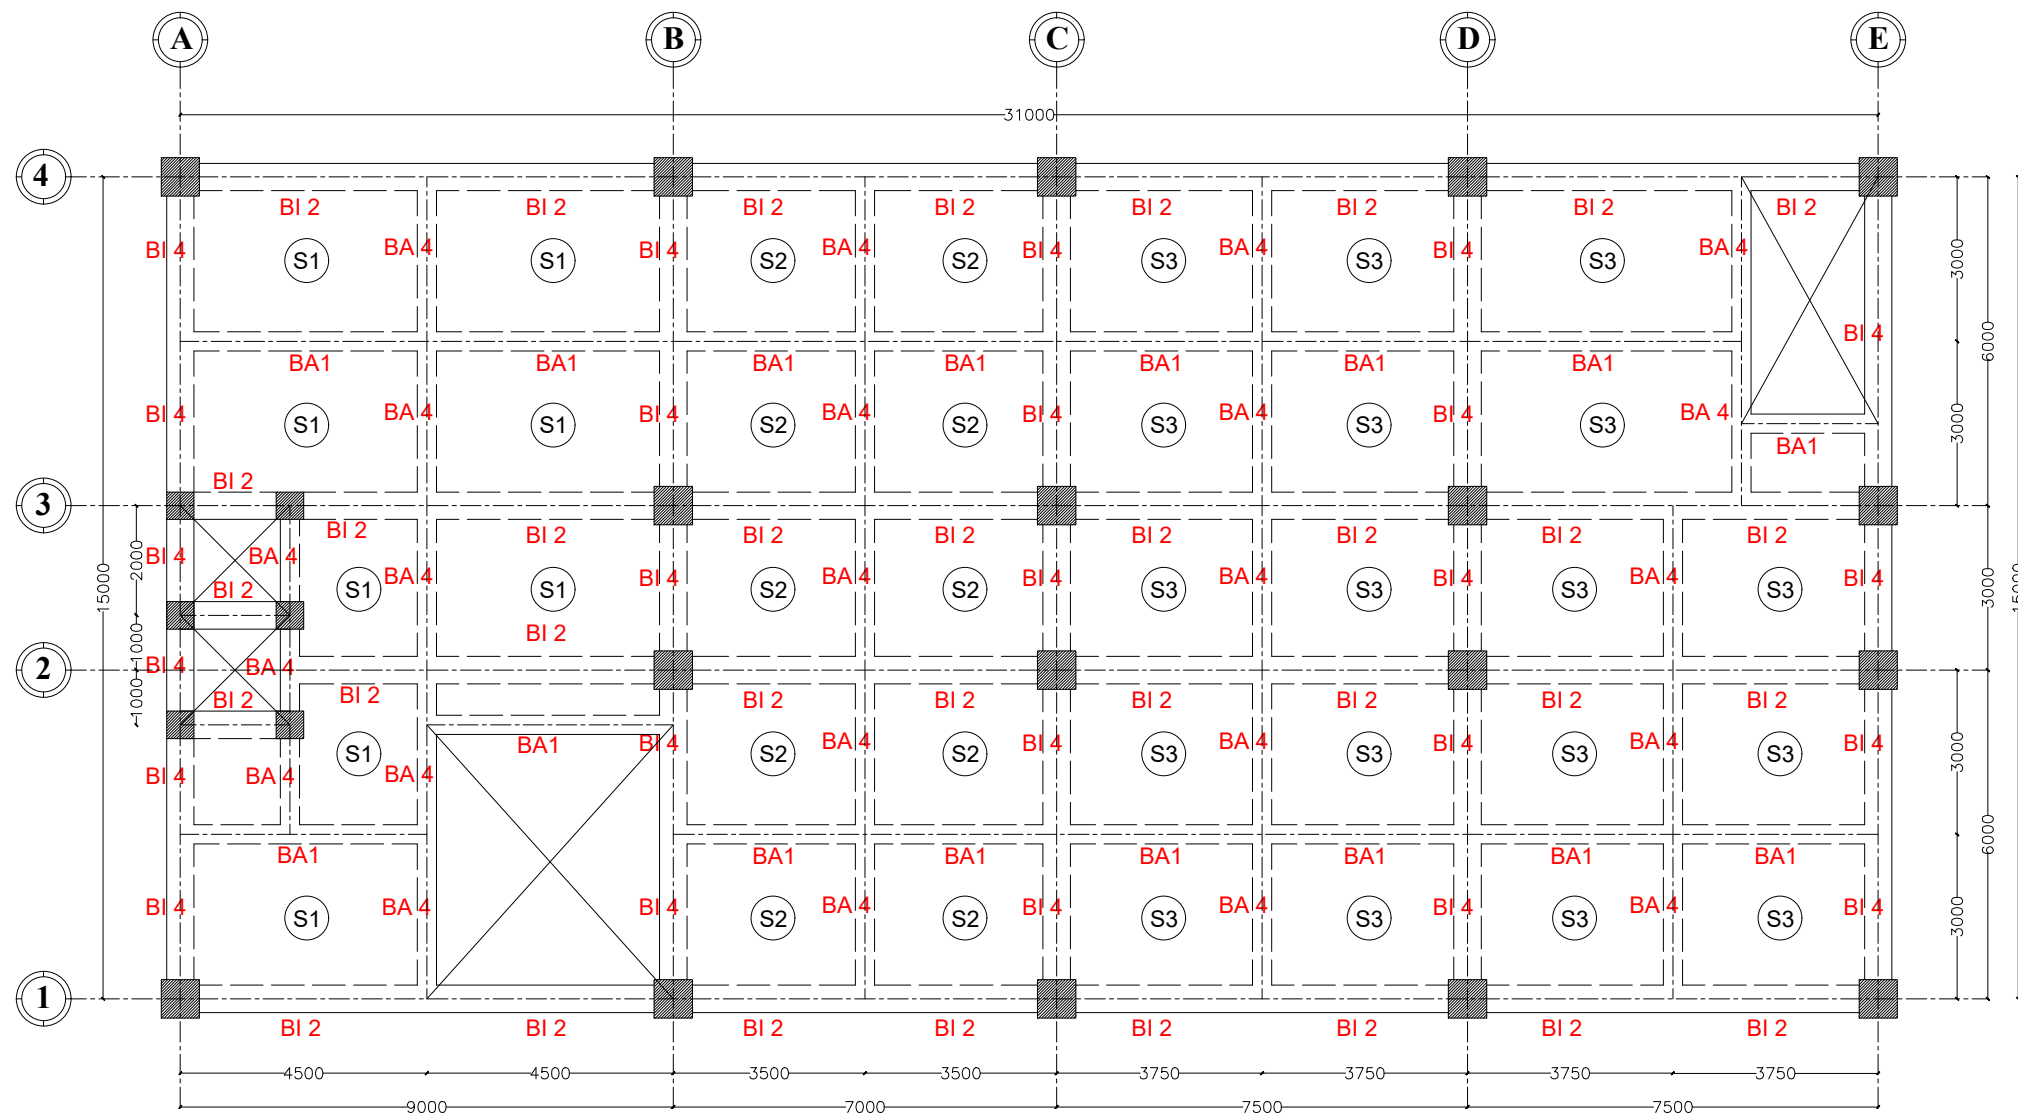 A B C D E
31000
4
BI 2 BI 2 BI 2 BI 2 BI 2 BI 2 BI 2 BI 2
BI 4 BA 4 BI 4 BA 4 BI 4 BA 4 BI 4 BA 4
S1 S1 S2 S2 S3 S3 S3 3000
BI 4 6000
BA1 BA1 BA1 BA1 BA1 BA1 BA1
BI 4 BA 4 BI 4 BA 4 BI 4 BA 4 BI 4 BA 4
S1 S1 S2 S2 S3 S3 S3 3000
BA1
BI 2
3
BI 2 BI 2 BI 2 BI 2 BI 2 BI 2 BI 2 BI 2
BI 4 BA 4 2000
BA 4 BI 4 BA 4 BI 4 BA 4 BI 4 BA 4 BI 4
15000 BI 2 S1 S1 S2 S2 S3 S3 S3 S3 3000 15000
1000 BI 2
2
BI 4 BA 4
1000 BI 2 BI 2 BI 2 BI 2 BI 2 BI 2 BI 2 BI 2
BA1 BI 4 BA 4 BI 4 BA 4 BI 4 BA 4 BI 4
S1 S2 S2 S3 S3 S3 S3 3000
BI 4 BA 4 BA 4
6000
BA1 BA1 BA1 BA1 BA1 BA1 BA1
BI 4 BA 4 BI 4 BA 4 BI 4 BA 4 BI 4 BA 4 BI 4
S1 S2 S2 S3 S3 S3 S3 3000
1
BI 2 BI 2 BI 2 BI 2 BI 2 BI 2 BI 2 BI 2
4500 4500 3500 3500 3750 3750 3750 3750
9000 7000 7500 7500